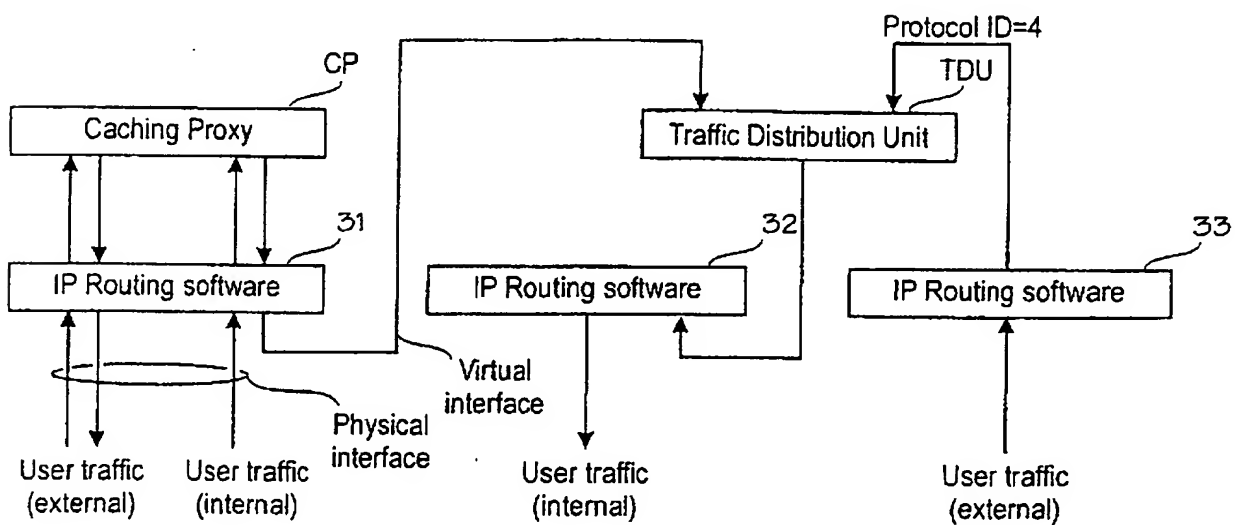 Protocol ID=4
CP
TDU
Caching Proxy
Traffic Distribution Unit
31
32
33
IP Routing software
IP Routing software
IP Routing software
Virtual
interface
Physical
interface
User traffic
(external)
User traffic
(internal)
User traffic
(internal)
User traffic
(external)